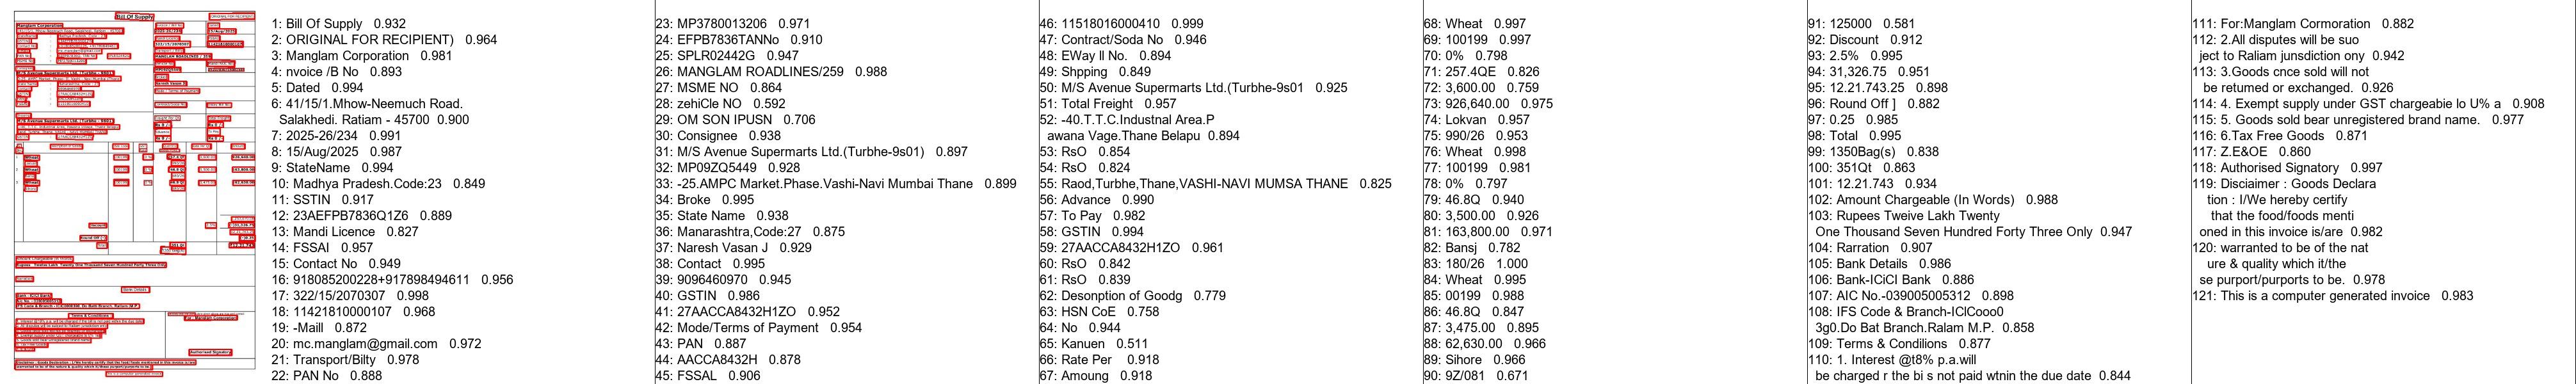 1: Bill Of Supply 0.932
2: ORIGINAL FOR RECIPIENT) 0.964
3: Manglam Corporation 0.981
4: nvoice /B No 0.893
5: Dated 0.994
6: 41/15/1.Mhow-Neemuch Road.
Salakhedi. Ratiam - 45700 0.900
7: 2025-26/234 0.991
8: 15/Aug/2025 0.987
9: StateName 0.994
10: Madhya Pradesh.Code:23 0.849
11: SSTIN 0.917
12: 23AEFPB7836Q1Z6 0.889
13: Mandi Licence 0.827
14: FSSAI 0.957
15: Contact No 0.949
16: 918085200228+917898494611 0.956
17: 322/15/2070307 0.998
18: 11421810000107 0.968
19: -Maill 0.872
20: mc.manglam@gmail.com 0.972
21: Transport/Bilty 0.978
22: PAN No 0.888
23: MP3780013206 0.971
24: EFPB7836TANNo 0.910
25: SPLR02442G 0.947
26: MANGLAM ROADLINES/259 0.988
27: MSME NO 0.864
28: zehiCle NO 0.592
29: OM SON IPUSN 0.706
30: Consignee 0.938
31: M/S Avenue Supermarts Ltd.(Turbhe-9s01) 0.897
32: MP09ZQ5449 0.928
33: -25.AMPC Market.Phase.Vashi-Navi Mumbai Thane 0.899
34: Broke 0.995
35: State Name 0.938
36: Manarashtra,Code:27 0.875
37: Naresh Vasan J 0.929
38: Contact 0.995
39: 9096460970 0.945
40: GSTIN 0.986
41: 27AACCA8432H1ZO 0.952
42: Mode/Terms of Payment 0.954
43: PAN 0.887
44: AACCA8432H 0.878
45: FSSAL 0.906
46: 11518016000410 0.999
47: Contract/Soda No 0.946
48: EWay ll No. 0.894
49: Shpping 0.849
50: M/S Avenue Supermarts Ltd.(Turbhe-9s01 0.925
51: Total Freight 0.957
52: -40.T.T.C.Industnal Area.P
awana Vage.Thane Belapu 0.894
53: RsO 0.854
54: RsO 0.824
55: Raod,Turbhe,Thane,VASHI-NAVI MUMSA THANE 0.825
56: Advance 0.990
57: To Pay 0.982
58: GSTIN 0.994
59: 27AACCA8432H1ZO 0.961
60: RsO 0.842
61: RsO 0.839
62: Desonption of Goodg 0.779
63: HSN CoE 0.758
64: No 0.944
65: Kanuen 0.511
66: Rate Per 0.918
67: Amoung 0.918
68: Wheat 0.997
69: 100199 0.997
70: 0% 0.798
71: 257.4QE 0.826
72: 3,600.00 0.759
73: 926,640.00 0.975
74: Lokvan 0.957
75: 990/26 0.953
76: Wheat 0.998
77: 100199 0.981
78: 0% 0.797
79: 46.8Q 0.940
80: 3,500.00 0.926
81: 163,800.00 0.971
82: Bansj 0.782
83: 180/26 1.000
84: Wheat 0.995
85: 00199 0.988
86: 46.8Q 0.847
87: 3,475.00 0.895
88: 62,630.00 0.966
89: Sihore 0.966
90: 9Z/081 0.671
91: 125000 0.581
92: Discount 0.912
93: 2.5% 0.995
94: 31,326.75 0.951
95: 12.21.743.25 0.898
96: Round Off ] 0.882
97: 0.25 0.985
98: Total 0.995
99: 1350Bag(s) 0.838
100: 351Qt 0.863
101: 12.21.743 0.934
102: Amount Chargeable (In Words) 0.988
103: Rupees Tweive Lakh Twenty
One Thousand Seven Hundred Forty Three Only 0.947
104: Rarration 0.907
105: Bank Details 0.986
106: Bank-ICiCI Bank 0.886
107: AIC No.-039005005312 0.898
108: IFS Code & Branch-IClCooo0
3g0.Do Bat Branch.Ralam M.P. 0.858
109: Terms & Condilions 0.877
110: 1. Interest @t8% p.a.will
be charged r the bi s not paid wtnin the due date 0.844
111: For:Manglam Cormoration 0.882
112: 2.All disputes will be suo
ject to Raliam junsdiction ony 0.942
113: 3.Goods cnce sold will not
be retumed or exchanged. 0.926
114: 4. Exempt supply under GST chargeabie lo U% a 0.908
115: 5. Goods sold bear unregistered brand name. 0.977
116: 6.Tax Free Goods 0.871
117: Z.E&OE 0.860
118: Authorised Signatory 0.997
119: Disclaimer : Goods Declara
tion : I/We hereby certify
that the food/foods menti
oned in this invoice is/are 0.982
120: warranted to be of the nat
ure & quality which it/the
se purport/purports to be. 0.978
121: This is a computer generated invoice 0.983